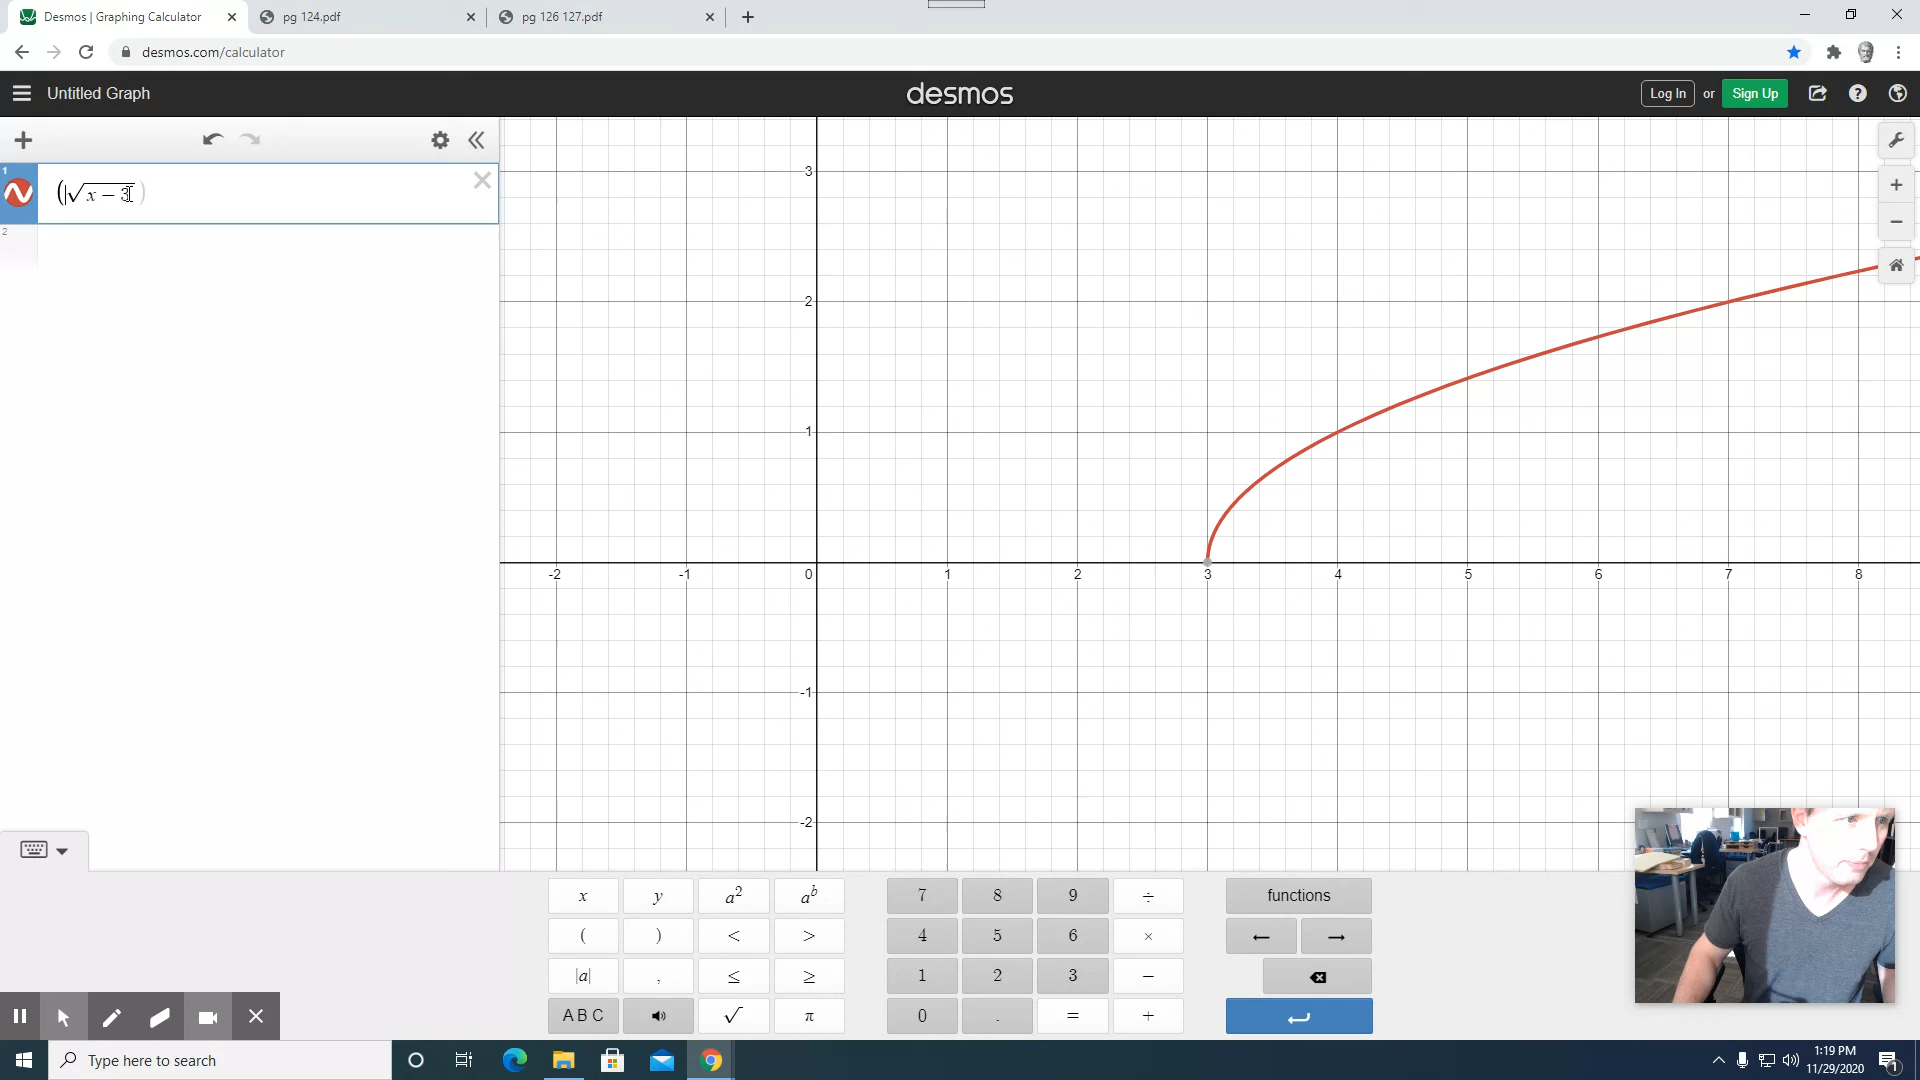 Desmos | Graphing Calculator
pg 124.pdf
pg 126 127.pdf
desmos.com/calculator
Untitled Graph
desmos
Log In or Sign Up
1
(√x − 3)
2
3
2
1
-2 -1 0 1 2 3 4 5 6 7 8
-1
-2
x y a² aᵇ 7 8 9 ÷ functions
( ) < > 4 5 6 × ← →
|a| , ≤ ≥ 1 2 3 −
A B C √ π 0 . = +
Type here to search
1:19 PM
11/29/2020
1